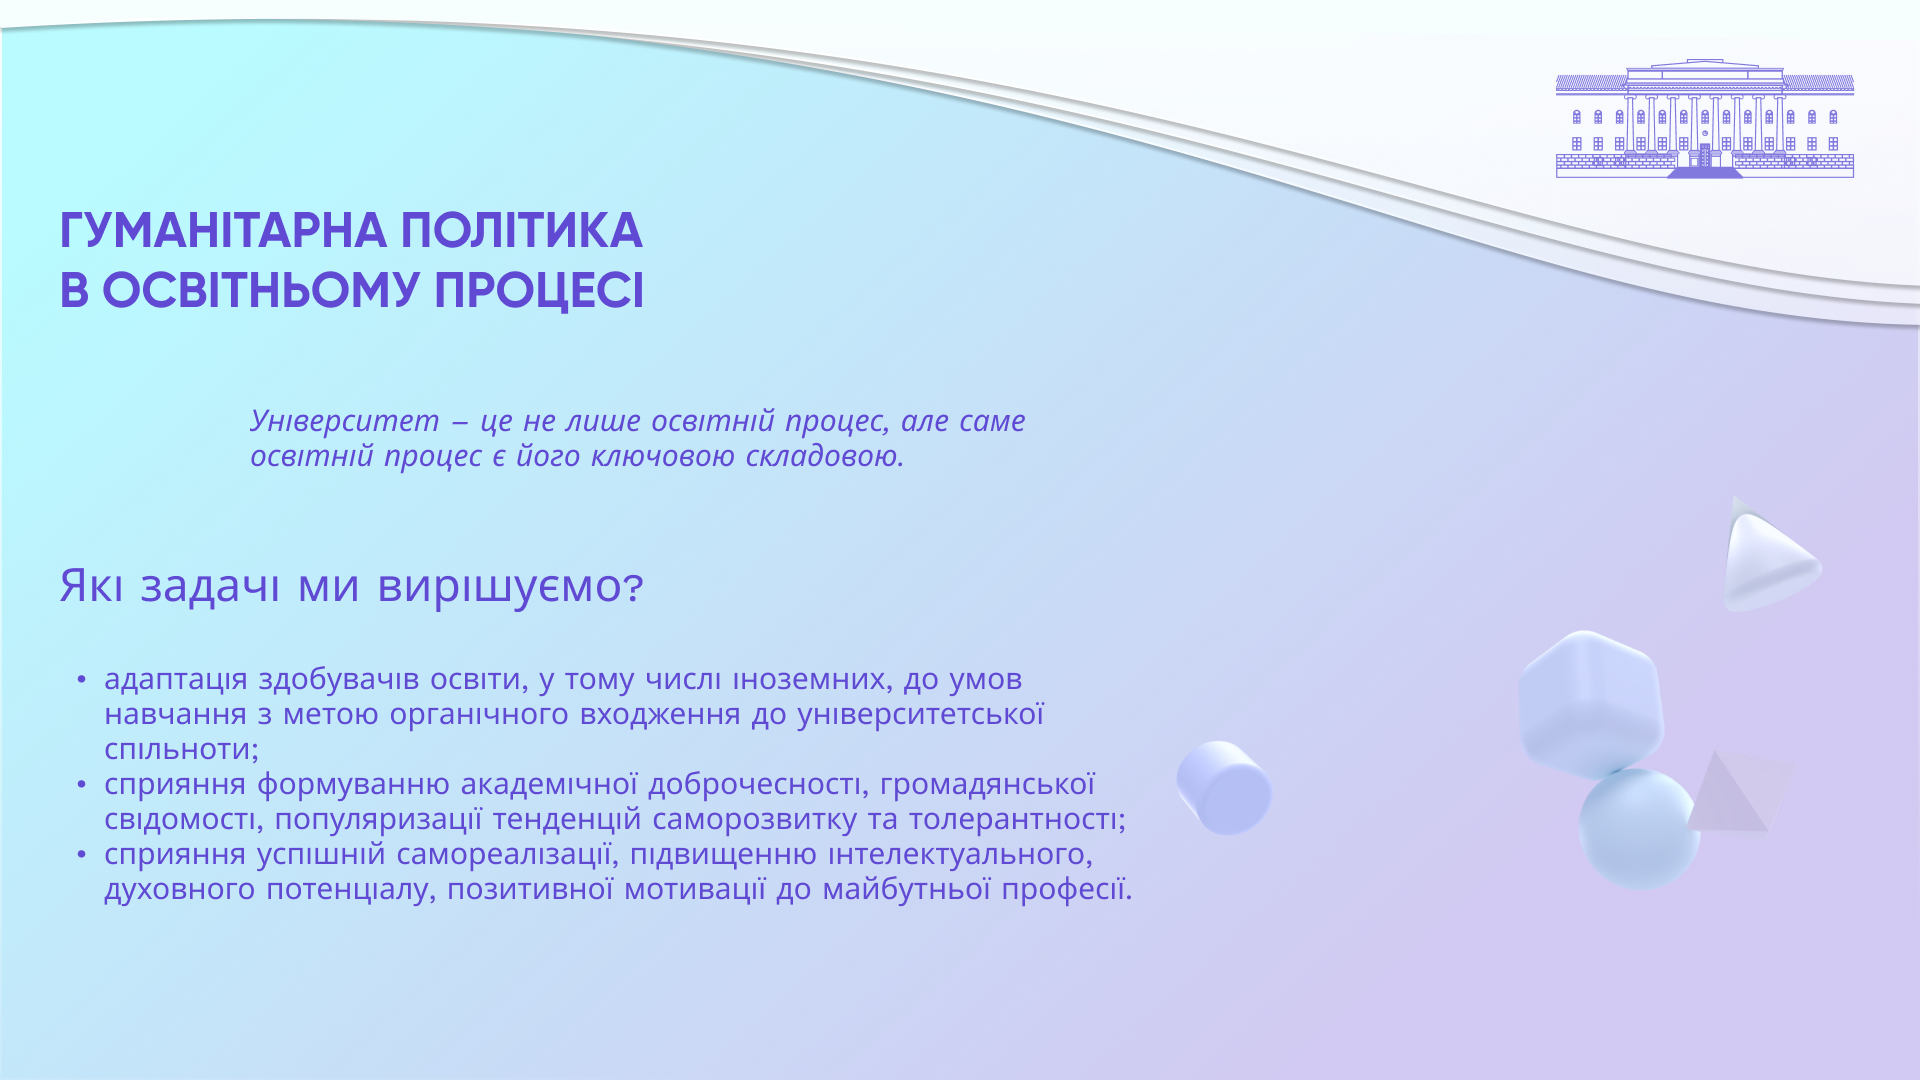 ГУМАНІТАРНА ПОЛІТИКА
В ОСВІТНЬОМУ ПРОЦЕСІ
Університет – це не лише освітній процес, але саме
освітній процес є його ключовою складовою.
Які задачі ми вирішуємо?
• адаптація здобувачів освіти, у тому числі іноземних, до умов
навчання з метою органічного входження до університетської
спільноти;
• сприяння формуванню академічної доброчесності, громадянської
свідомості, популяризації тенденцій саморозвитку та толерантності;
• сприяння успішній самореалізації, підвищенню інтелектуального,
духовного потенціалу, позитивної мотивації до майбутньої професії.